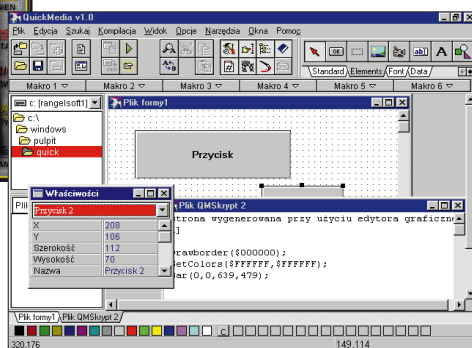 QuickMedia v1.0
Plik Edycja Szukaj Kompilacja Widok Opcje Narzędzia Okna Pomoc
Standard Elements Font Data
Makro 1 Makro 2 Makro 3 Makro 4 Makro 5 Makro 6
c: [rangelsoft1]
c:\
windows
pulpit
quick
Plik formy1
Przycisk
Właściwości
Przycisk 2
X 208
Y 106
Szerokość 112
Wysokość 70
Nazwa Przycisk 2
Plik QMSkrypt 2
trona wygenerowana przy użyciu edytora graficzne
]
rawborder($000000);
etColors($FFFFFF,$FFFFFF);
ar(0,0,639,479);
Plik formy1 Plik QMSkrypt 2
320,176 149,114